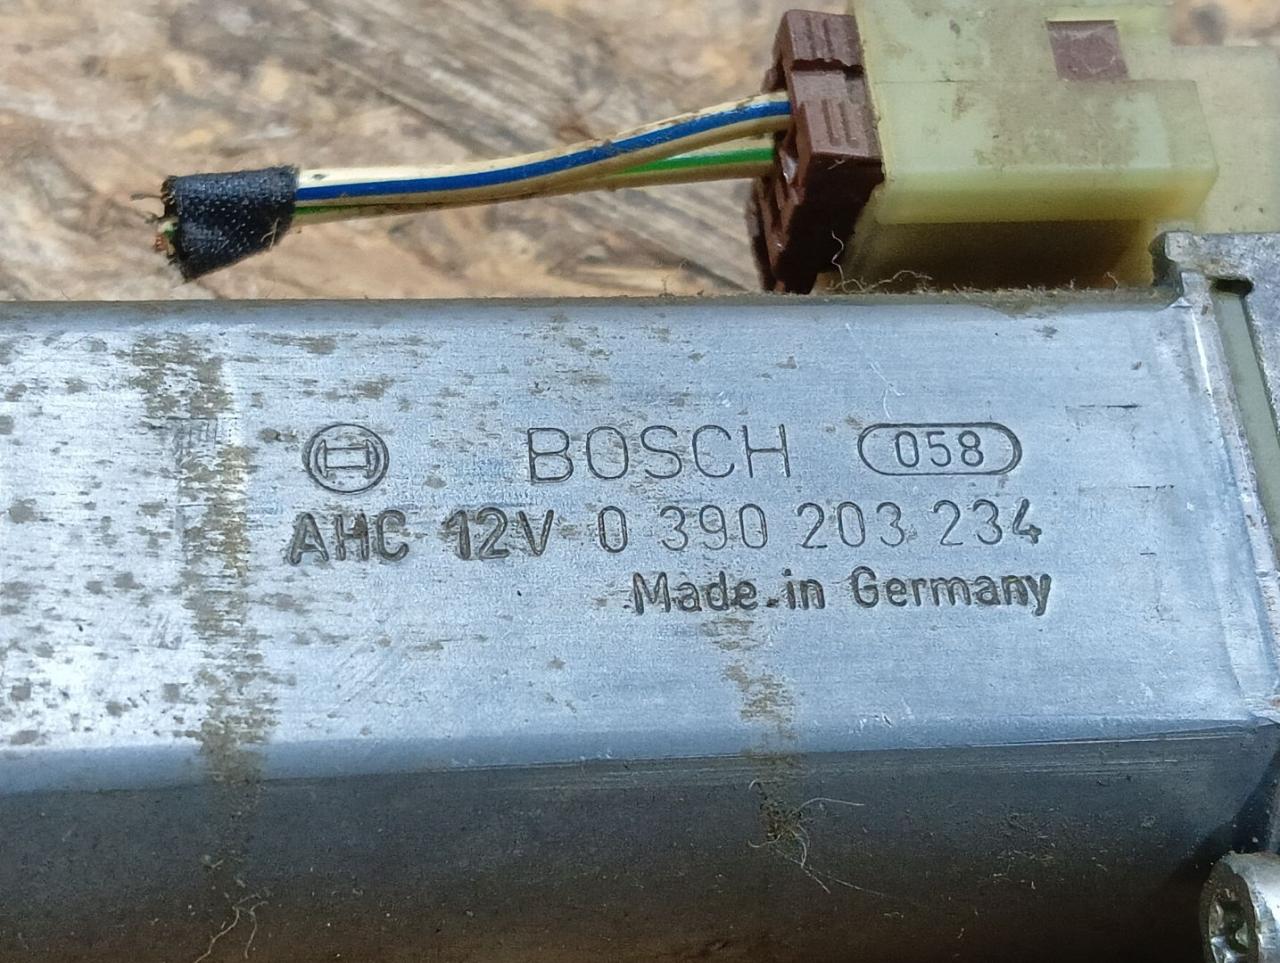 BOSCH 058
AHC 12V 0 390 203 234
Made in Germany